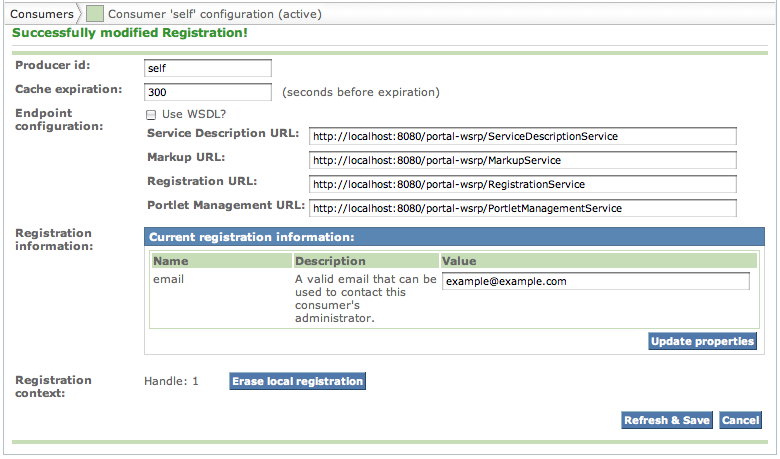 Consumers
Consumer 'self' configuration (active)
Successfully modified Registration!
Producer id: self
Cache expiration: 300 (seconds before expiration)
Endpoint configuration: Use WSDL?
Service Description URL: http://localhost:8080/portal-wsrp/ServiceDescriptionService
Markup URL: http://localhost:8080/portal-wsrp/MarkupService
Registration URL: http://localhost:8080/portal-wsrp/RegistrationService
Portlet Management URL: http://localhost:8080/portal-wsrp/PortletManagementService
Registration information:
Current registration information:
Name Description Value
email
A valid email that can be
used to contact this
consumer's
administrator.
example@example.com
Update properties
Registration context:
Handle: 1 Erase local registration
Refresh & Save Cancel